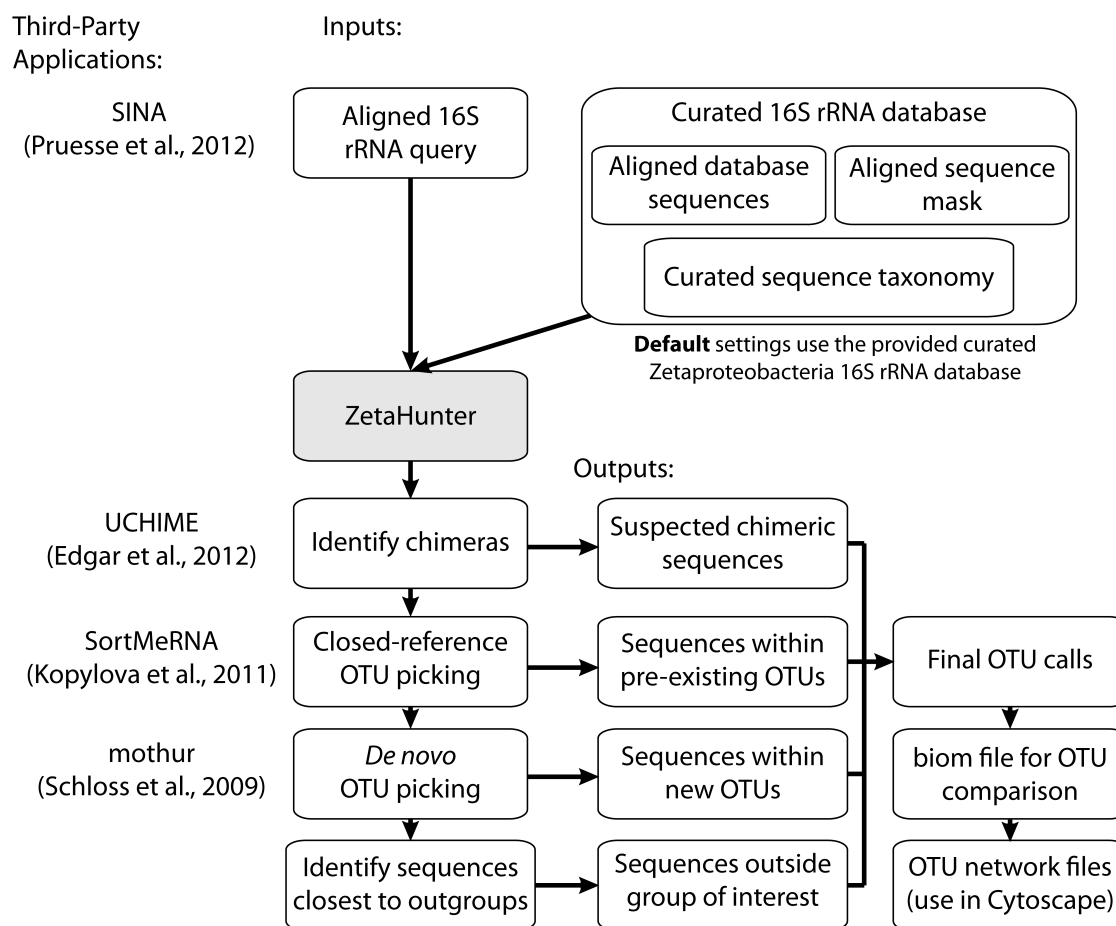 Third-Party
Applications:
Inputs:
SINA
(Pruesse et al., 2012)
Aligned 16S
rRNA query
Curated 16S rRNA database
Aligned database
sequences
Aligned sequence
mask
Curated sequence taxonomy
Default settings use the provided curated
Zetaproteobacteria 16S rRNA database
ZetaHunter
Outputs:
UCHIME
(Edgar et al., 2012)
Identify chimeras
Suspected chimeric
sequences
SortMeRNA
(Kopylova et al., 2011)
Closed-reference
OTU picking
Sequences within
pre-existing OTUs
Final OTU calls
mothur
(Schloss et al., 2009)
De novo
OTU picking
Sequences within
new OTUs
biom file for OTU
comparison
Identify sequences
closest to outgroups
Sequences outside
group of interest
OTU network files
(use in Cytoscape)